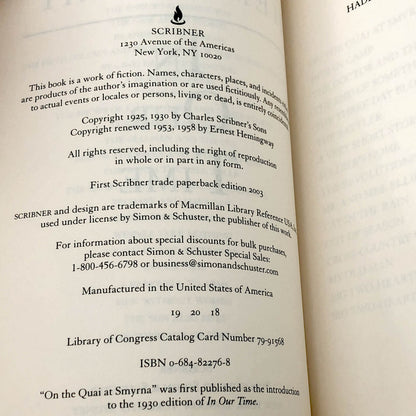 HADL
SCRIBNER
1230 Avenue of the Americas
New York, NY 10020
This book is a work of fiction. Names, characters, places, and incidents
are products of the author's imagination or are used fictitiously. Any
to actual events or locales or persons, living or dead, is entirely coincidental.
Copyright 1925, 1930 by Charles Scribner's Sons
Copyright renewed 1953, 1958 by Ernest Hemingway
All rights reserved, including the right of reproduction
in whole or in part in any form.
First Scribner trade paperback edition 2003
SCRIBNER and design are trademarks of Macmillan Library Reference USA,
used under license by Simon & Schuster, the publisher of this work.
For information about special discounts for bulk purchases,
please contact Simon & Schuster Special Sales:
1-800-456-6798 or business@simonandschuster.com
Manufactured in the United States of America
19 20 18
Library of Congress Catalog Card Number 79-91568
ISBN 0-684-82276-8
"On the Quai at Smyrna" was first published as the introduction
to the 1930 edition of In Our Time.